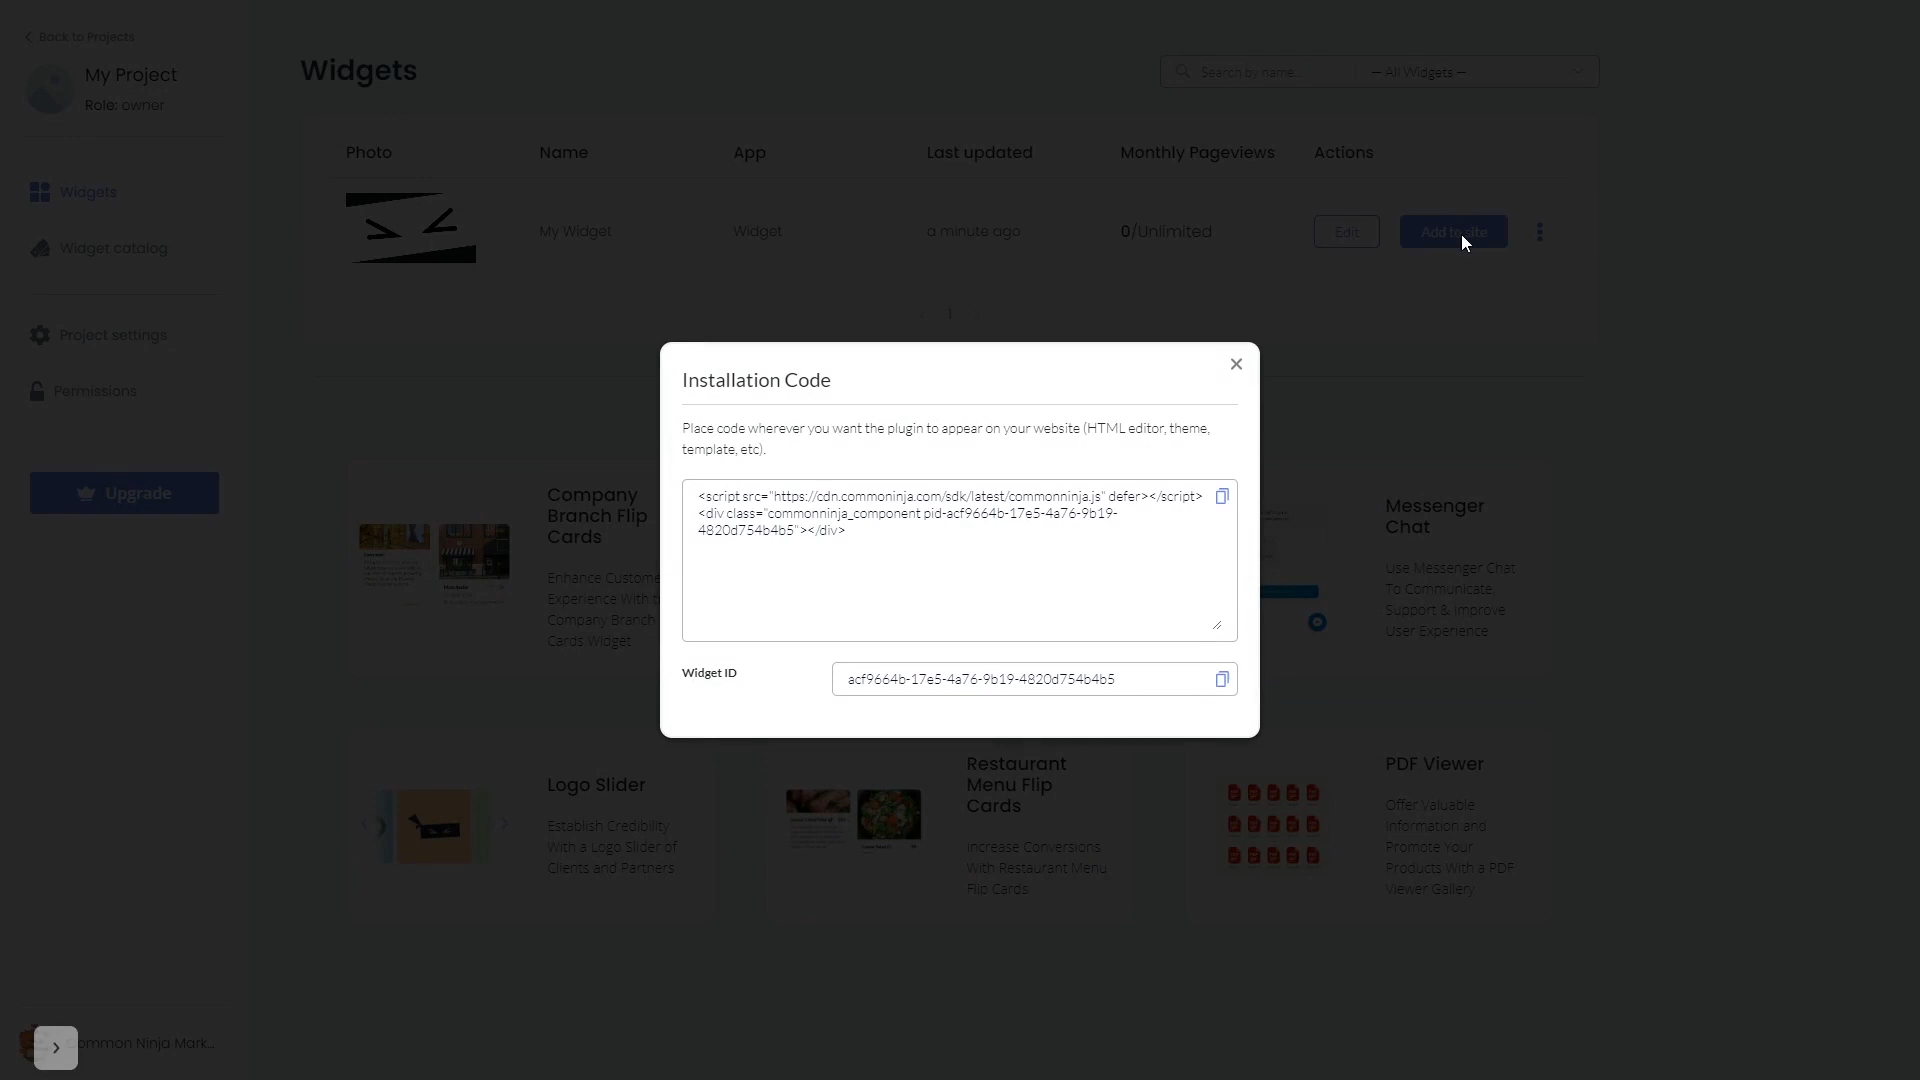 Back to Projects
My Project
Role: owner
Widgets
Widget catalog
Project settings
Permissions
Upgrade
Common Ninja Mark...
Widgets
Search by name...
— All Widgets —
Photo
Name
App
Last updated
Monthly Pageviews
Actions
My Widget
Widget
a minute ago
0/Unlimited
Edit
Add to site
1
Installation Code
Place code wherever you want the plugin to appear on your website (HTML editor, theme,
template, etc).
<script src="https://cdn.commoninja.com/sdk/latest/commonninja.js" defer></script>
<div class="commonninja_component pid-acf9664b-17e5-4a76-9b19-
4820d754b4b5"></div>
Widget ID
acf9664b-17e5-4a76-9b19-4820d754b4b5
Company
Branch Flip
Cards
Enhance Custome
Experience With
Company Branch
Cards Widget
Messenger
Chat
Use Messenger Chat
To Communicate,
Support & Improve
User Experience
Logo Slider
Establish Credibility
With a Logo Slider of
Clients and Partners
Restaurant
Menu Flip
Cards
Increase Conversions
With Restaurant Menu
Flip Cards
PDF Viewer
Offer Valuable
Information and
Promote Your
Products With a PDF
Viewer Gallery